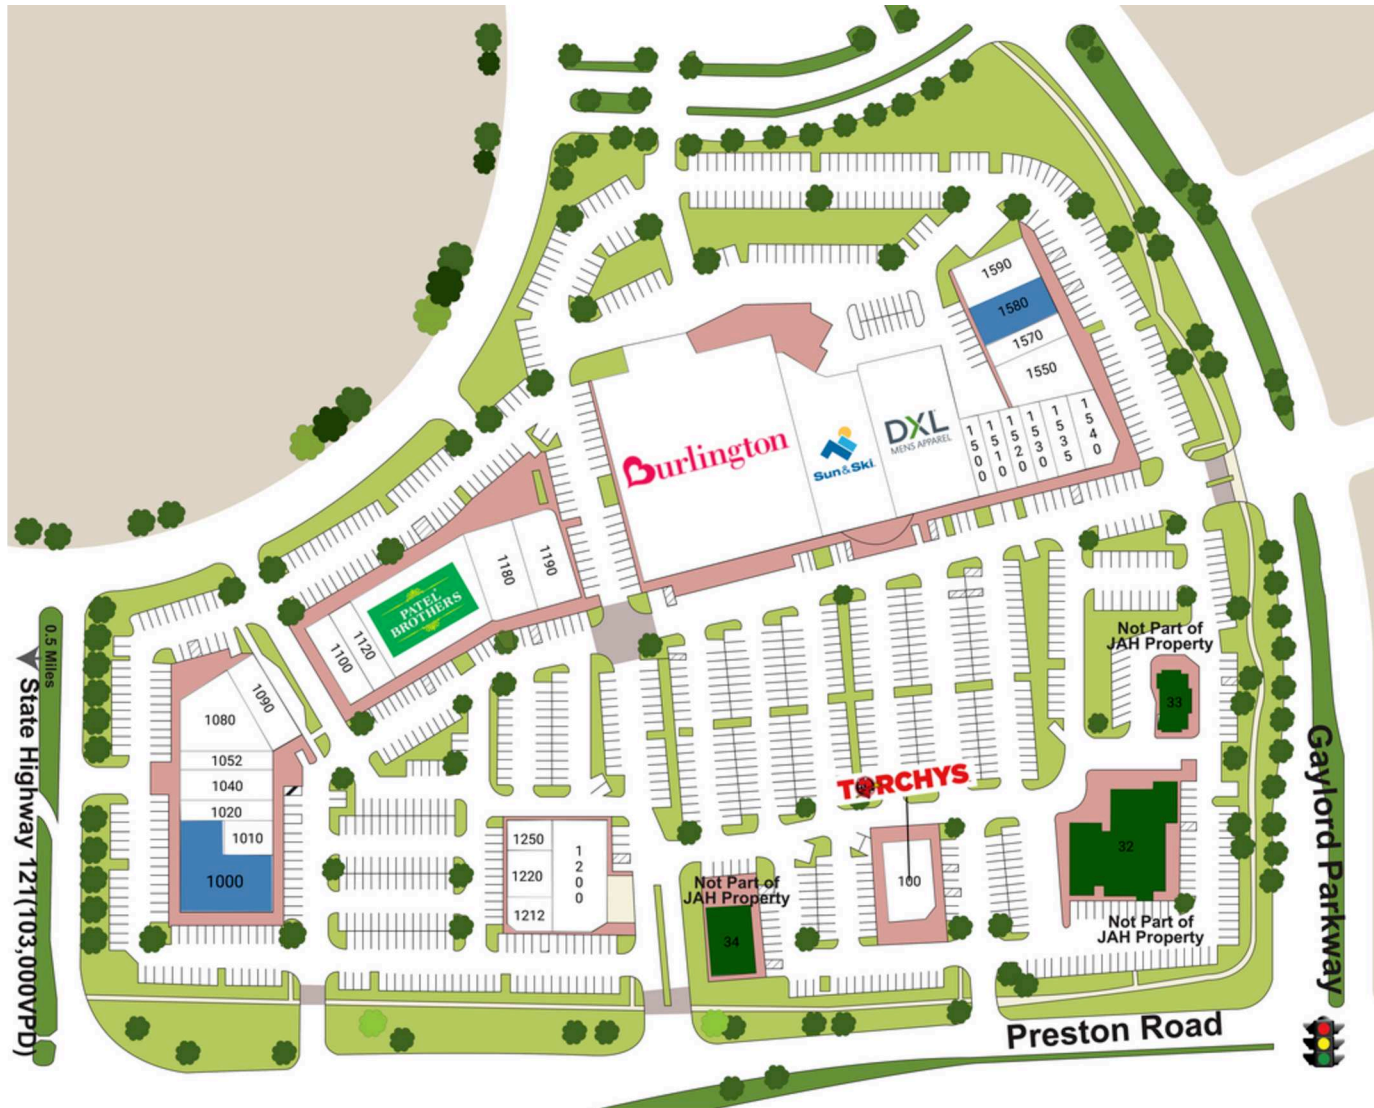 1590
1580
1570
1550
1500
1510
1520
1530
1535
1540
Burlington
Sun&Ski
DXL
MENS APPAREL
1190
1180
PATEL
BROTHERS
1120
1100
0.5 Miles
State Highway 121(103,000VPD)
1090
1080
1052
1040
1020
1010
1000
1250
1220
1212
1200
Not Part of
JAH Property
33
TORCHYS
100
Not Part of
JAH Property
34
32
Not Part of
JAH Property
Gaylord Parkway
Preston Road